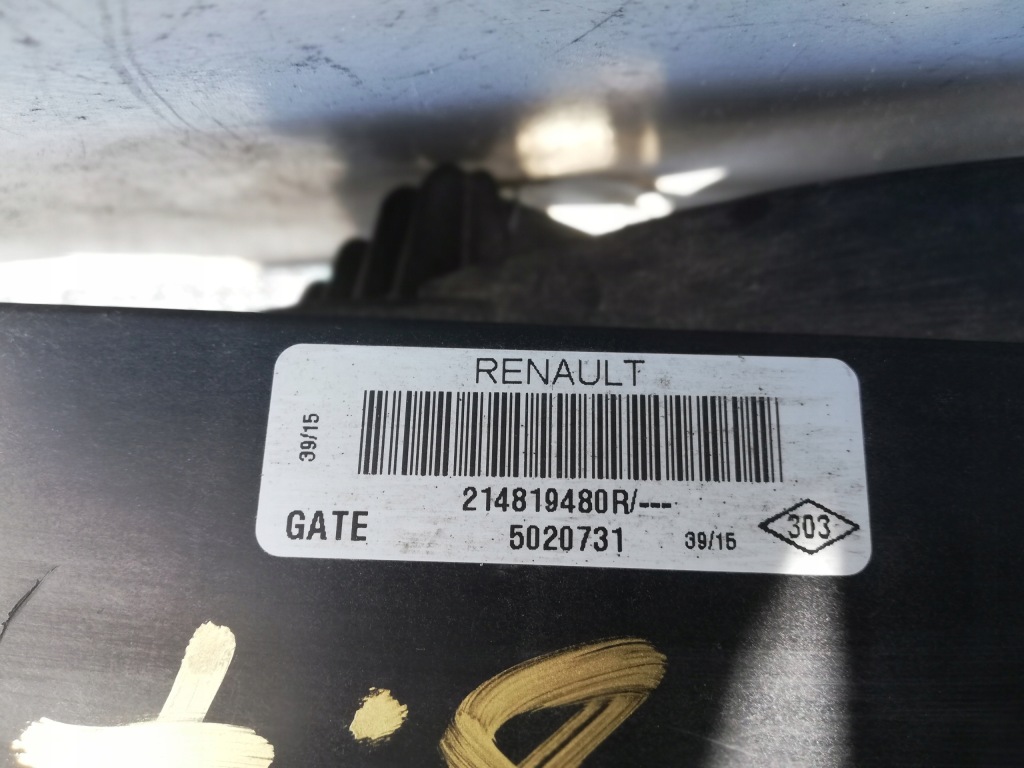 RENAULT
39/15
214819480R/---
GATE
5020731
39/15
303